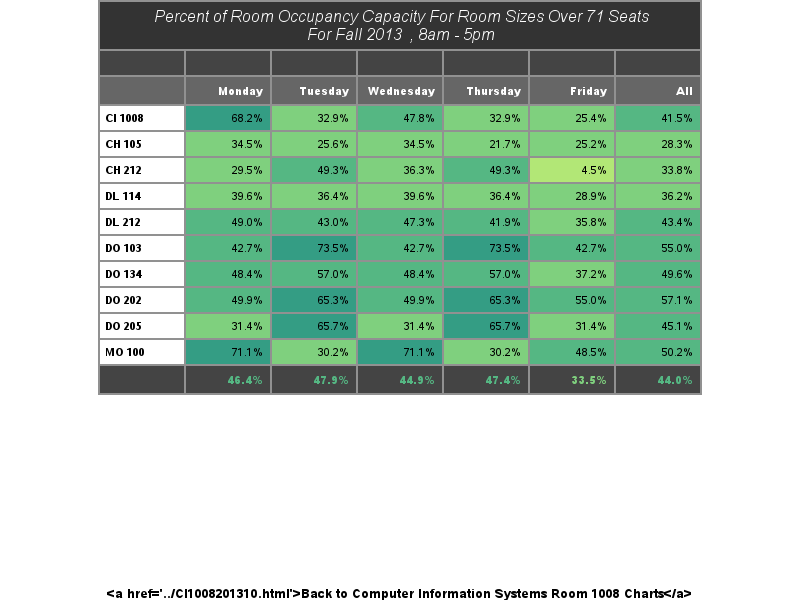 Percent of Room Occupancy Capacity For Room Sizes Over 71 Seats
For Fall 2013 , 8am - 5pm
Monday Tuesday Wednesday Thursday Friday All
CI 1008 68.2% 32.9% 47.8% 32.9% 25.4% 41.5%
CH 105 34.5% 25.6% 34.5% 21.7% 25.2% 28.3%
CH 212 29.5% 49.3% 36.3% 49.3% 4.5% 33.8%
DL 114 39.6% 36.4% 39.6% 36.4% 28.9% 36.2%
DL 212 49.0% 43.0% 47.3% 41.9% 35.8% 43.4%
DO 103 42.7% 73.5% 42.7% 73.5% 42.7% 55.0%
DO 134 48.4% 57.0% 48.4% 57.0% 37.2% 49.6%
DO 202 49.9% 65.3% 49.9% 65.3% 55.0% 57.1%
DO 205 31.4% 65.7% 31.4% 65.7% 31.4% 45.1%
MO 100 71.1% 30.2% 71.1% 30.2% 48.5% 50.2%
46.4% 47.9% 44.9% 47.4% 33.5% 44.0%
<a href='../CI1008201310.html'>Back to Computer Information Systems Room 1008 Charts</a>